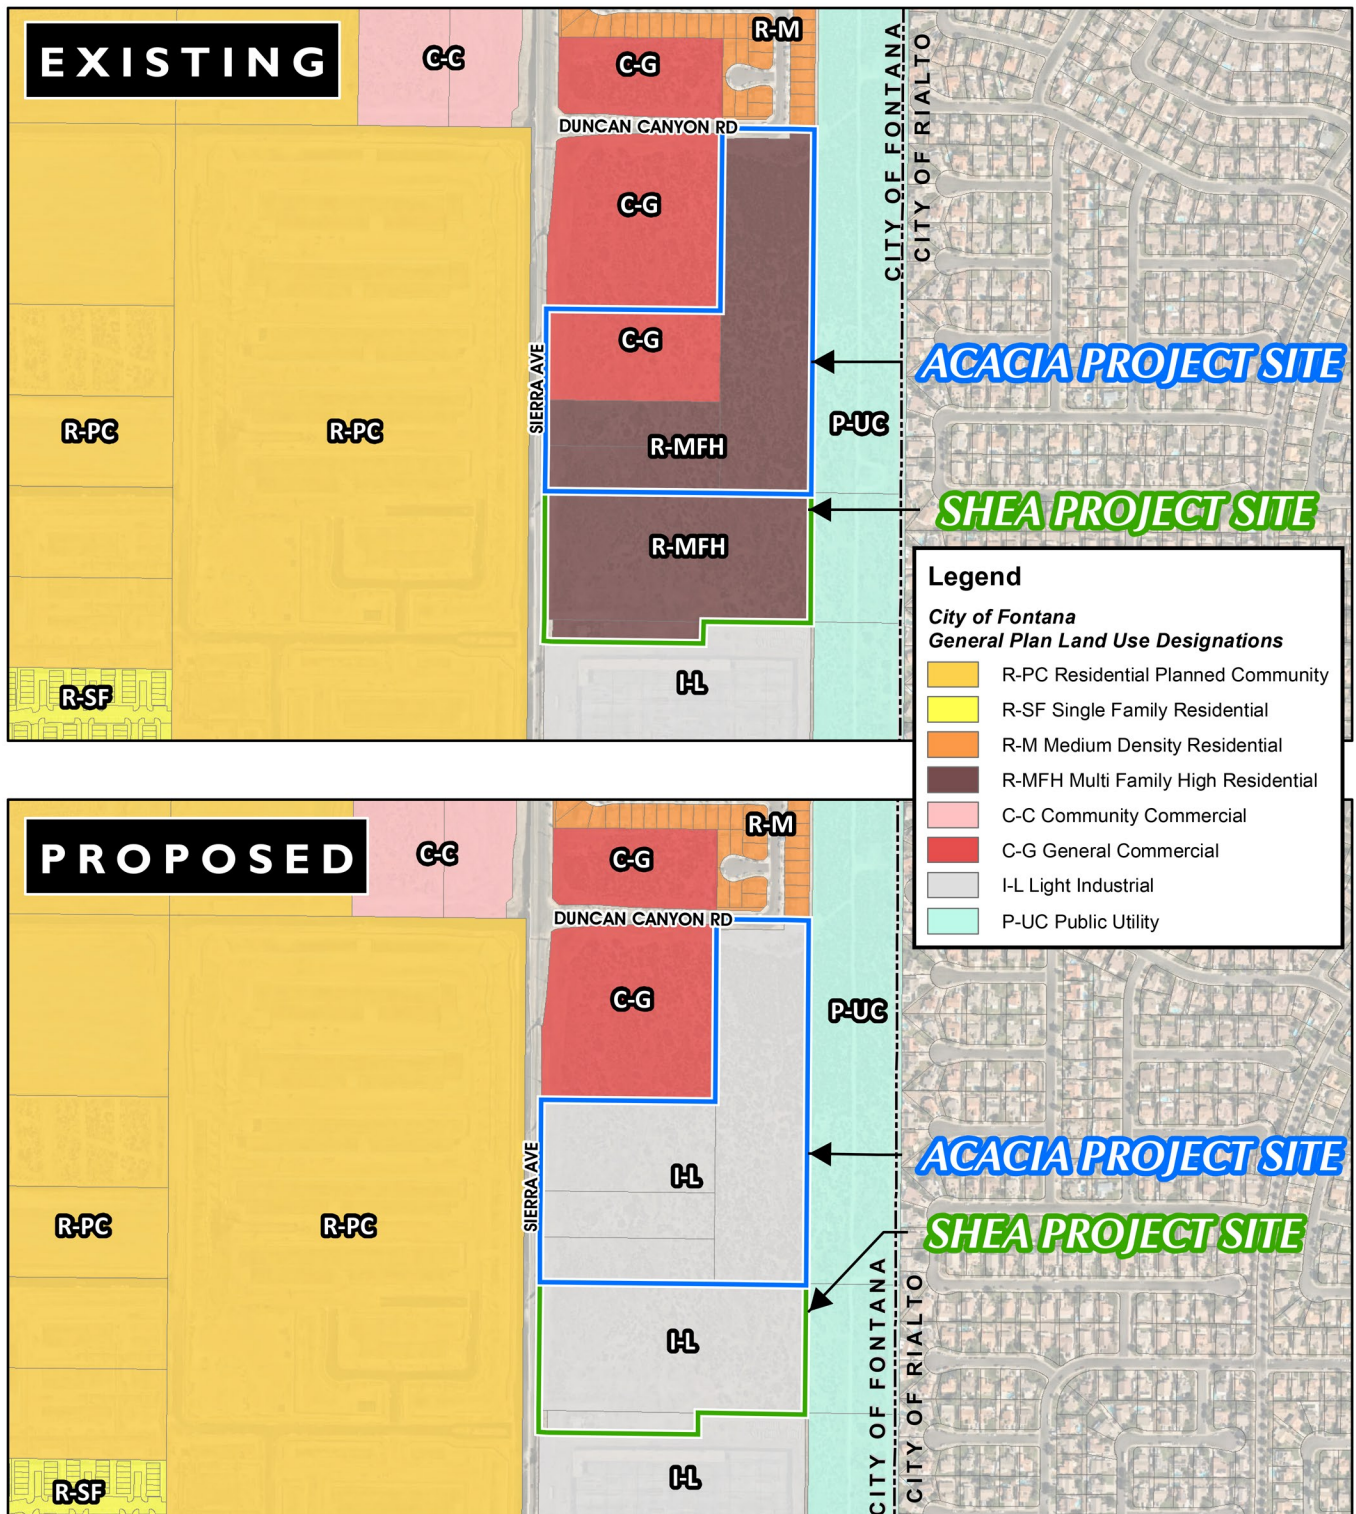 EXISTING
C-C
R-M
C-G
DUNCAN CANYON RD
CITY OF FONTANA
CITY OF RIALTO
C-G
C-G
SIERRA AVE
ACACIA PROJECT SITE
R-PC
R-PC
R-MFH
P-UC
SHEA PROJECT SITE
R-MFH
R-SF
I-L
Legend
City of Fontana
General Plan Land Use Designations
R-PC Residential Planned Community
R-SF Single Family Residential
R-M Medium Density Residential
R-MFH Multi Family High Residential
C-C Community Commercial
C-G General Commercial
I-L Light Industrial
P-UC Public Utility
PROPOSED
C-C
R-M
C-G
DUNCAN CANYON RD
C-G
P-UC
SIERRA AVE
ACACIA PROJECT SITE
I-L
R-PC
R-PC
SHEA PROJECT SITE
CITY OF FONTANA
CITY OF RIALTO
I-L
R-SF
I-L